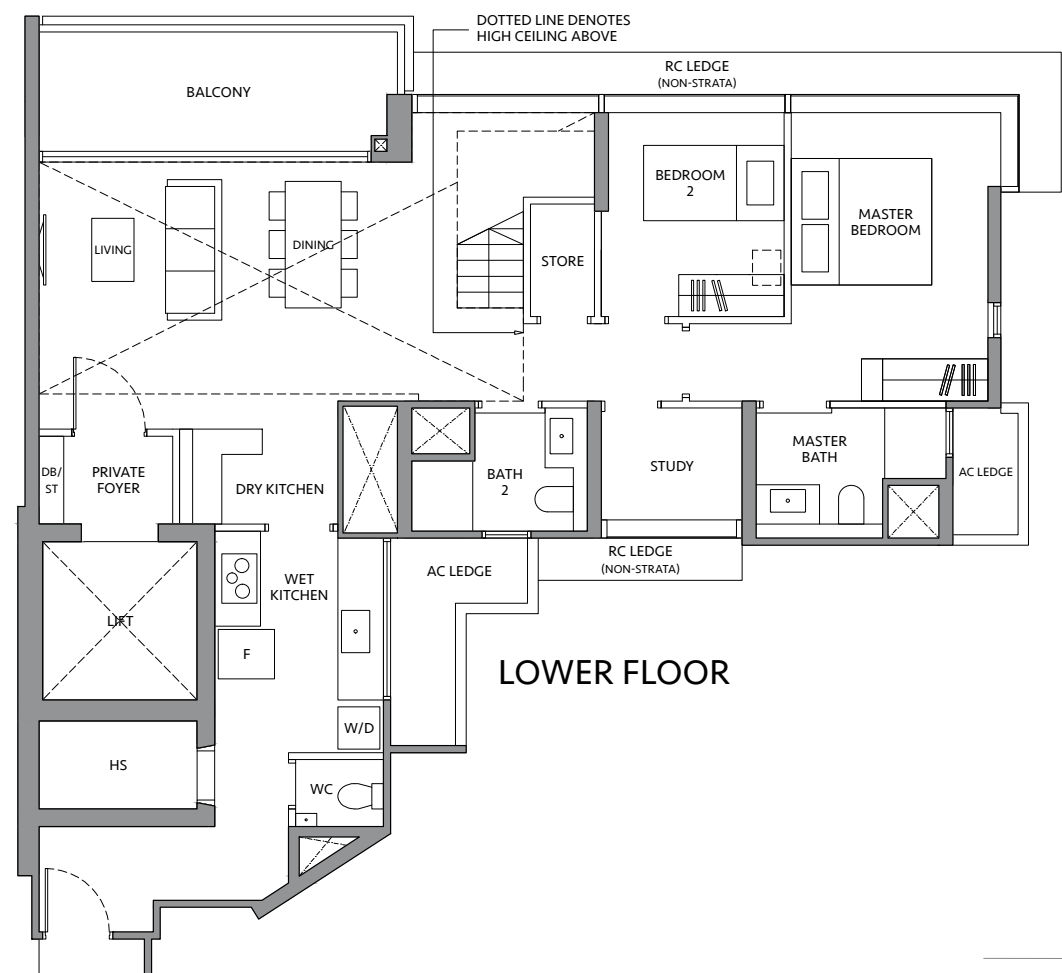 DOTTED LINE DENOTES
HIGH CEILING ABOVE
RC LEDGE
(NON-STRATA)
BALCONY
BEDROOM
2
MASTER
BEDROOM
LIVING
DINING
STORE
DB/
ST
PRIVATE
FOYER
DRY KITCHEN
BATH
2
STUDY
MASTER
BATH
AC LEDGE
RC LEDGE
(NON-STRATA)
AC LEDGE
WET
KITCHEN
LIFT
F
LOWER FLOOR
W/D
HS
WC